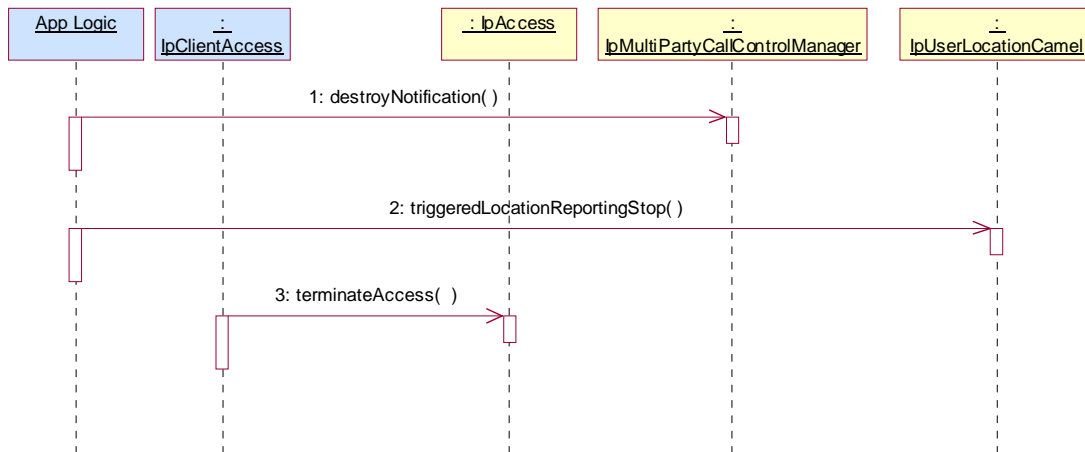 App Logic
:
IpClientAccess
: IpAccess
:
IpMultiPartyCallControlManager
:
IpUserLocationCamel
1: destroyNotification( )
2: triggeredLocationReportingStop( )
3: terminateAccess(  )